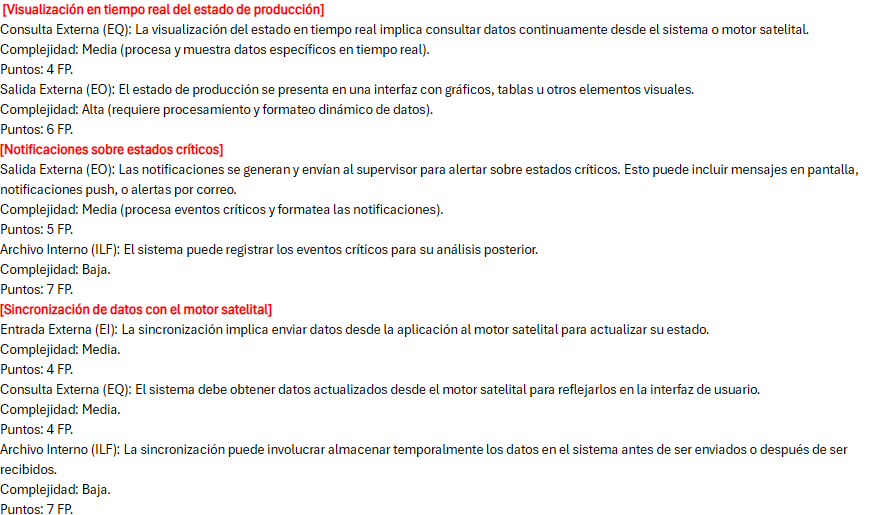 [Visualización en tiempo real del estado de producción]
Consulta Externa (EQ): La visualización del estado en tiempo real implica consultar datos continuamente desde el sistema o motor satelital.
Complejidad: Media (procesa y muestra datos específicos en tiempo real).
Puntos: 4 FP.
Salida Externa (EO): El estado de producción se presenta en una interfaz con gráficos, tablas u otros elementos visuales.
Complejidad: Alta (requiere procesamiento y formateo dinámico de datos).
Puntos: 6 FP.
[Notificaciones sobre estados críticos]
Salida Externa (EO): Las notificaciones se generan y envían al supervisor para alertar sobre estados críticos. Esto puede incluir mensajes en pantalla,
notificaciones push, o alertas por correo.
Complejidad: Media (procesa eventos críticos y formatea las notificaciones).
Puntos: 5 FP.
Archivo Interno (ILF): El sistema puede registrar los eventos críticos para su análisis posterior.
Complejidad: Baja.
Puntos: 7 FP.
[Sincronización de datos con el motor satelital]
Entrada Externa (EI): La sincronización implica enviar datos desde la aplicación al motor satelital para actualizar su estado.
Complejidad: Media.
Puntos: 4 FP.
Consulta Externa (EQ): El sistema debe obtener datos actualizados desde el motor satelital para reflejarlos en la interfaz de usuario.
Complejidad: Media.
Puntos: 4 FP.
Archivo Interno (ILF): La sincronización puede involucrar almacenar temporalmente los datos en el sistema antes de ser enviados o después de ser
recibidos.
Complejidad: Baja.
Puntos: 7 FP.